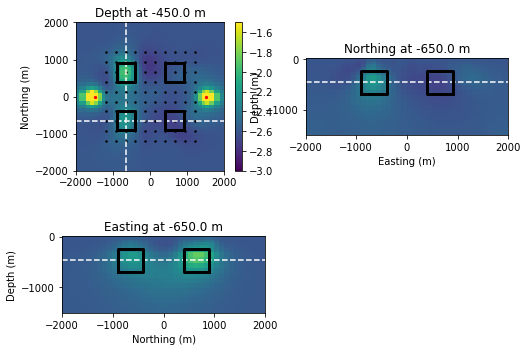 Depth at -450.0 m
2000
1000
0
−1000
−2000
Northing (m)
−2000 −1000 0 1000 2000
−1.6
−1.8
−2.0
−2.2
−2.4
−2.6
−2.8
−3.0
Northing at -650.0 m
Depth (m)
0
−1000
−2000 −1000 0 1000 2000
Easting (m)
Easting at -650.0 m
Depth (m)
0
−1000
−2000 −1000 0 1000 2000
Northing (m)